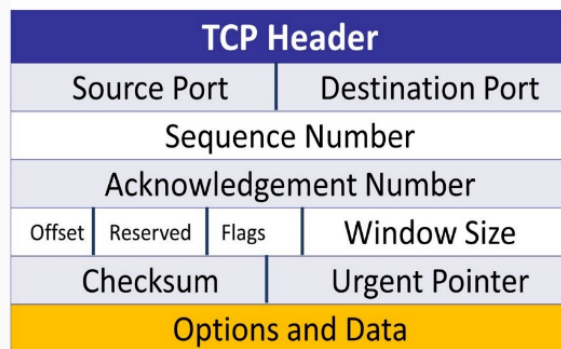 TCP Header
Source Port Destination Port
Sequence Number
Acknowledgement Number
Offset Reserved Flags Window Size
Checksum Urgent Pointer
Options and Data